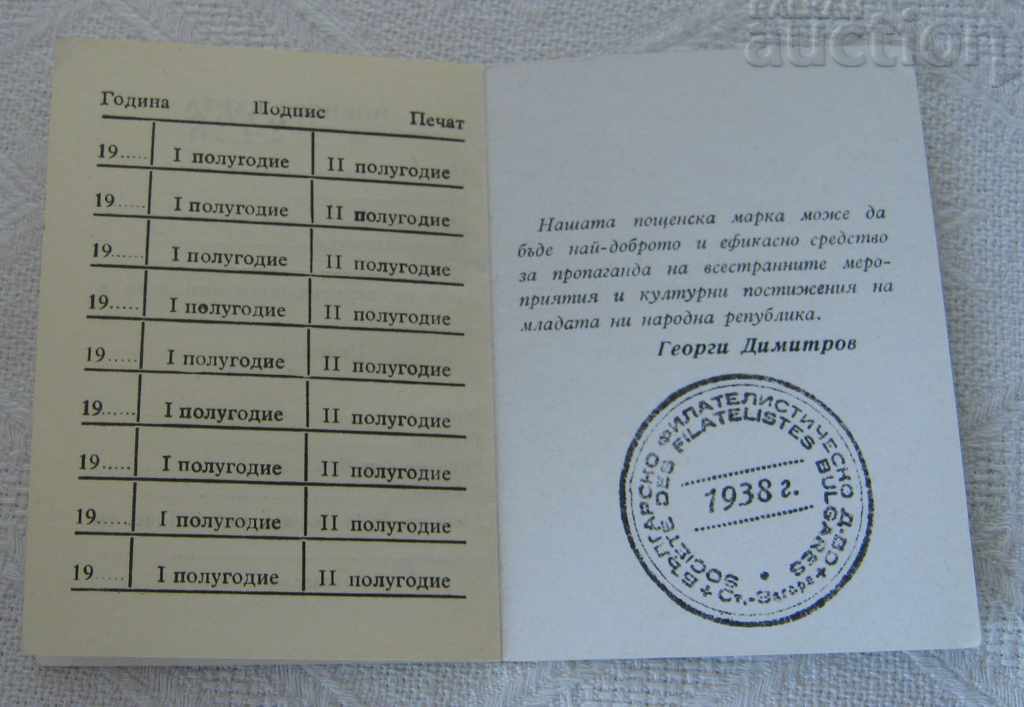 BALKAN
auction
Година Подпис Печат
19..... I полугодие II полугодие
19..... I полугодие II полугодие
19..... I полугодие II полугодие
19..... I полугодие II полугодие
19..... I полугодие II полугодие
19...... I полугодие II полугодие
19..... I полугодие II полугодие
19...... I полугодие II полугодие
19..... I полугодие II полугодие
Нашата пощенска марка може да
бъде най-доброто и ефикасно средство
за пропаганда на всестранните меро-
приятия и културни постижения на
младата ни народна република.
Георги Димитров
БЪЛГАРСКО ФИЛАТЕЛИСТИЧЕСКО Д-ВО
SOCIÉTÉ DES FILATELISTES BULGARES
1938 г.
Ст.-Загора